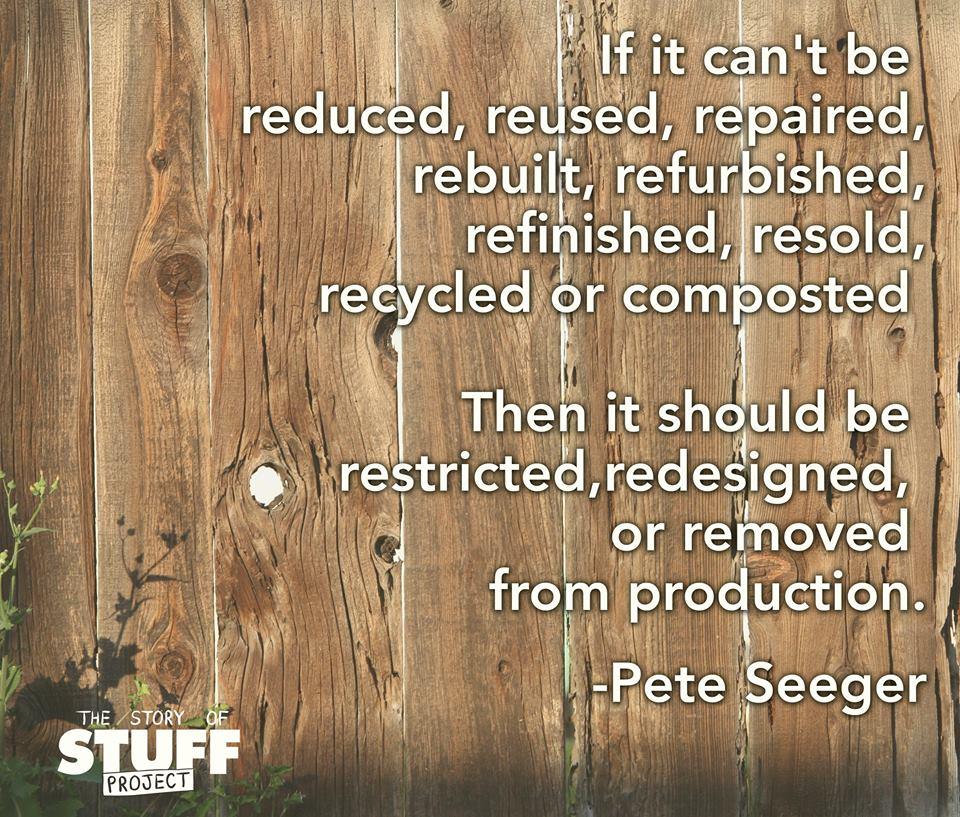 If it can't be
reduced, reused, repaired,
rebuilt, refurbished,
refinished, resold,
recycled or composted
Then it should be
restricted,redesigned,
or removed
from production.
-Pete Seeger
THE STORY OF
STUFF
PROJECT